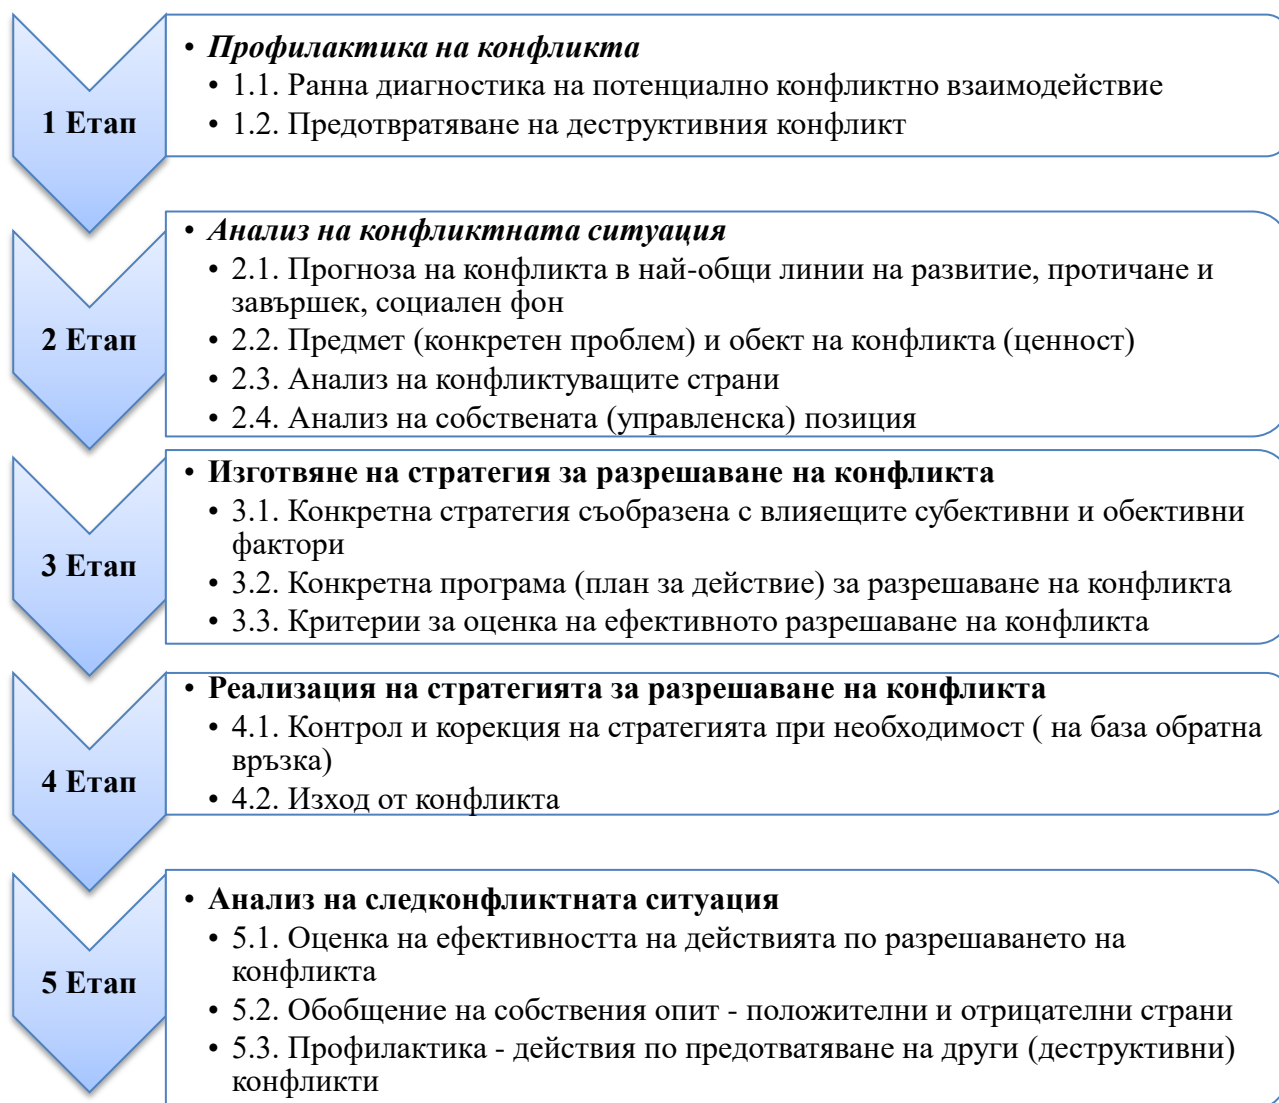 1 Етап
• Профилактика на конфликта
• 1.1. Ранна диагностика на потенциално конфликтно взаимодействие
• 1.2. Предотвратяване на деструктивния конфликт
2 Етап
• Анализ на конфликтната ситуация
• 2.1. Прогноза на конфликта в най-общи линии на развитие, протичане и
завършек, социален фон
• 2.2. Предмет (конкретен проблем) и обект на конфликта (ценност)
• 2.3. Анализ на конфликтуващите страни
• 2.4. Анализ на собствената (управленска) позиция
3 Етап
• Изготвяне на стратегия за разрешаване на конфликта
• 3.1. Конкретна стратегия съобразена с влияещите субективни и обективни
фактори
• 3.2. Конкретна програма (план за действие) за разрешаване на конфликта
• 3.3. Критерии за оценка на ефективното разрешаване на конфликта
4 Етап
• Реализация на стратегията за разрешаване на конфликта
• 4.1. Контрол и корекция на стратегията при необходимост ( на база обратна
връзка)
• 4.2. Изход от конфликта
5 Етап
• Анализ на следконфликтната ситуация
• 5.1. Оценка на ефективността на действията по разрешаването на
конфликта
• 5.2. Обобщение на собствения опит - положителни и отрицателни страни
• 5.3. Профилактика - действия по предотватяване на други (деструктивни)
конфликти